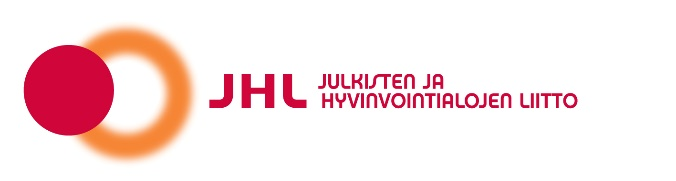 JHL
JULKISTEN JA
HYVINVOINTIALOJEN LIITTO